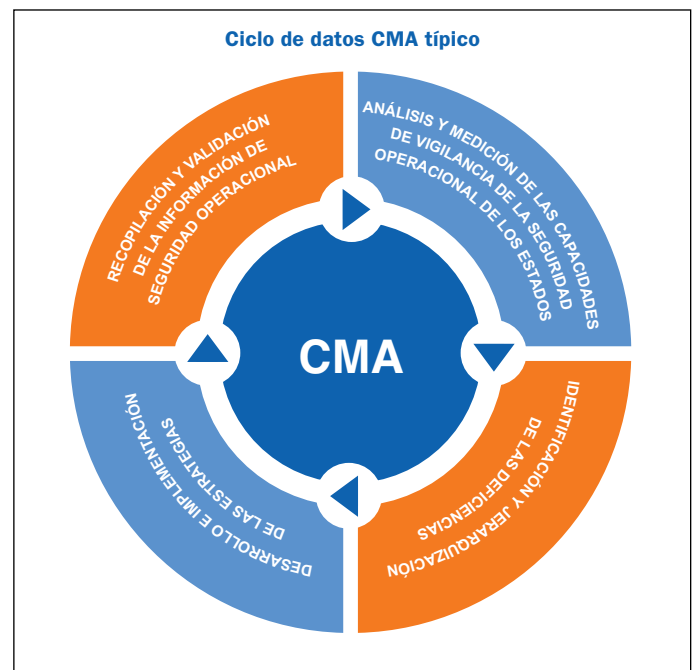 Ciclo de datos CMA típico
RECOPILACIÓN Y VALIDACIÓN
DE LA INFORMACIÓN DE
SEGURIDAD OPERACIONAL
ANÁLISIS Y MEDICIÓN DE LAS CAPACIDADES
DE VIGILANCIA DE LA SEGURIDAD
OPERACIONAL DE LOS ESTADOS
CMA
DESARROLLO E IMPLEMENTACIÓN
DE LAS ESTRATEGIAS
IDENTIFICACIÓN Y JERARQUIZACIÓN
DE LAS DEFICIENCIAS